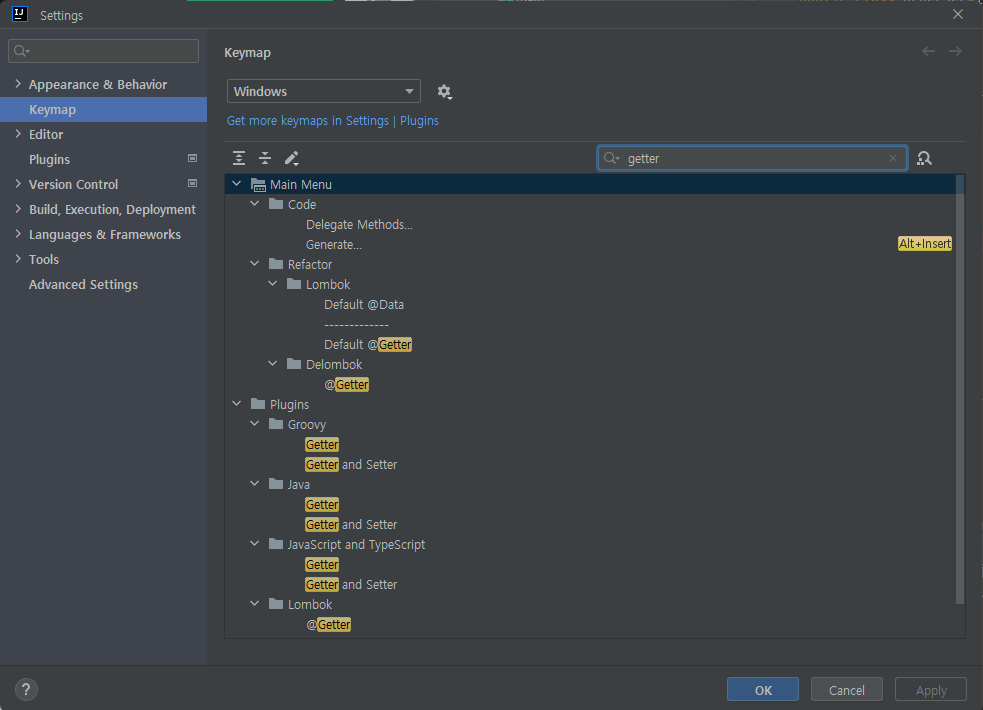 IJ Settings
Keymap
Appearance & Behavior
Keymap
Editor
Plugins
Version Control
Build, Execution, Deployment
Languages & Frameworks
Tools
Advanced Settings
Windows
Get more keymaps in Settings | Plugins
getter
Main Menu
Code
Delegate Methods...
Generate... Alt+Insert
Refactor
Lombok
Default @Data
-------------
Default @Getter
Delombok
@Getter
Plugins
Groovy
Getter
Getter and Setter
Java
Getter
Getter and Setter
JavaScript and TypeScript
Getter
Getter and Setter
Lombok
@Getter
? OK Cancel Apply